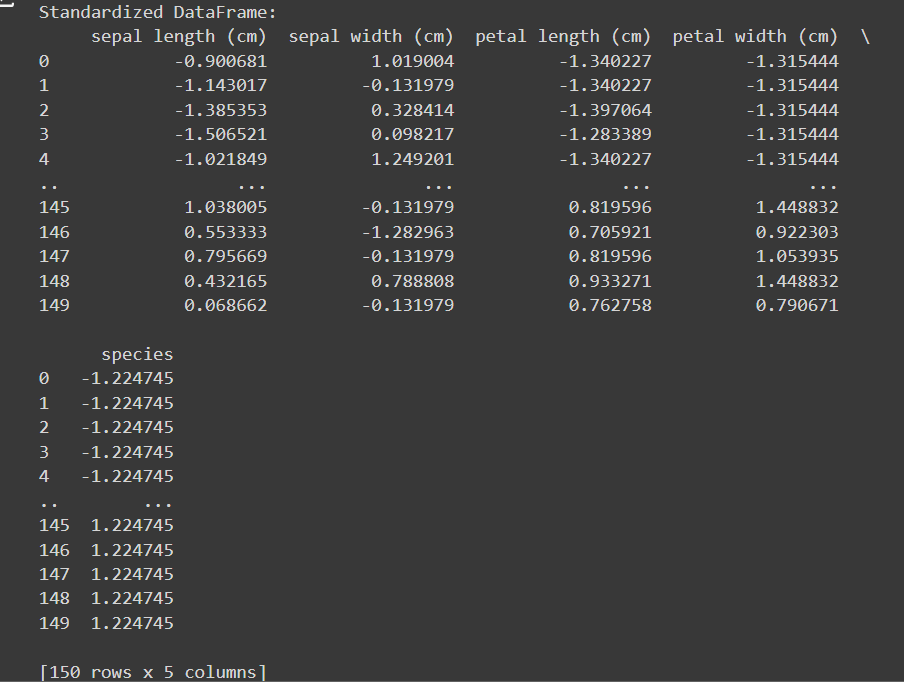 Standardized DataFrame:
     sepal length (cm)  sepal width (cm)  petal length (cm)  petal width (cm)  \
0            -0.900681          1.019004          -1.340227         -1.315444
1            -1.143017         -0.131979          -1.340227         -1.315444
2            -1.385353          0.328414          -1.397064         -1.315444
3            -1.506521          0.098217          -1.283389         -1.315444
4            -1.021849          1.249201          -1.340227         -1.315444
..                 ...               ...                ...               ...
145           1.038005         -0.131979           0.819596          1.448832
146           0.553333         -1.282963           0.705921          0.922303
147           0.795669         -0.131979           0.819596          1.053935
148           0.432165          0.788808           0.933271          1.448832
149           0.068662         -0.131979           0.762758          0.790671
      species
0   -1.224745
1   -1.224745
2   -1.224745
3   -1.224745
4   -1.224745
..        ...
145  1.224745
146  1.224745
147  1.224745
148  1.224745
149  1.224745
[150 rows x 5 columns]